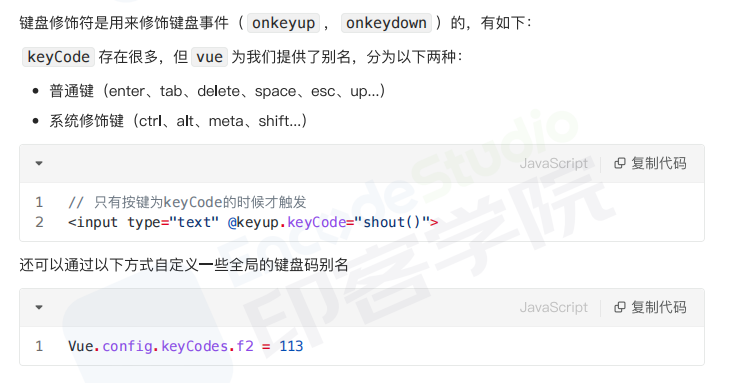 键盘修饰符是用来修饰键盘事件（ onkeyup ， onkeydown ）的，有如下：
keyCode 存在很多，但 vue 为我们提供了别名，分为以下两种：
• 普通键（enter、tab、delete、space、esc、up...）
• 系统修饰键（ctrl、alt、meta、shift...）
JavaScript 复制代码
1 // 只有按键为keyCode的时候才触发
2 <input type="text" @keyup.keyCode="shout()">
还可以通过以下方式自定义一些全局的键盘码别名
JavaScript 复制代码
1 Vue.config.keyCodes.f2 = 113
FacadeStudio
印客学院